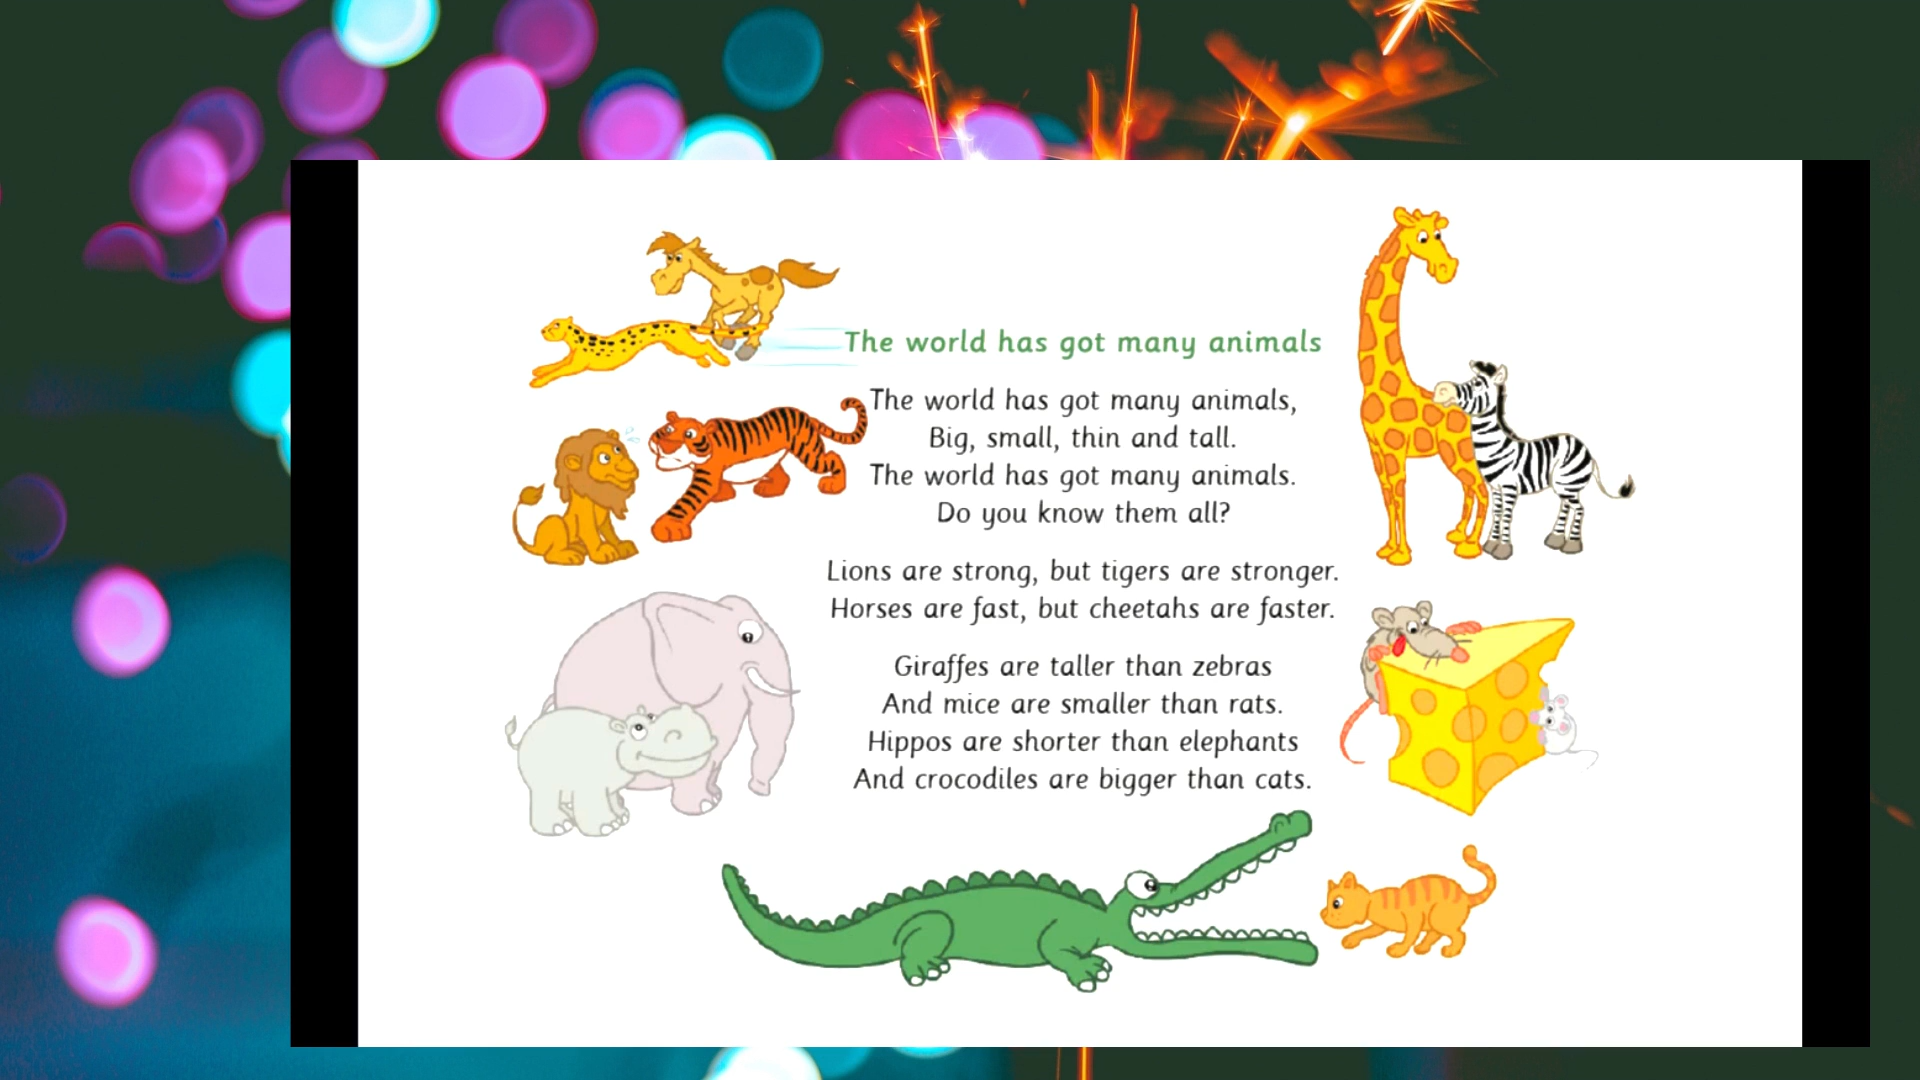 The world has got many animals
The world has got many animals,
Big, small, thin and tall.
The world has got many animals.
Do you know them all?
Lions are strong, but tigers are stronger.
Horses are fast, but cheetahs are faster.
Giraffes are taller than zebras
And mice are smaller than rats.
Hippos are shorter than elephants
And crocodiles are bigger than cats.